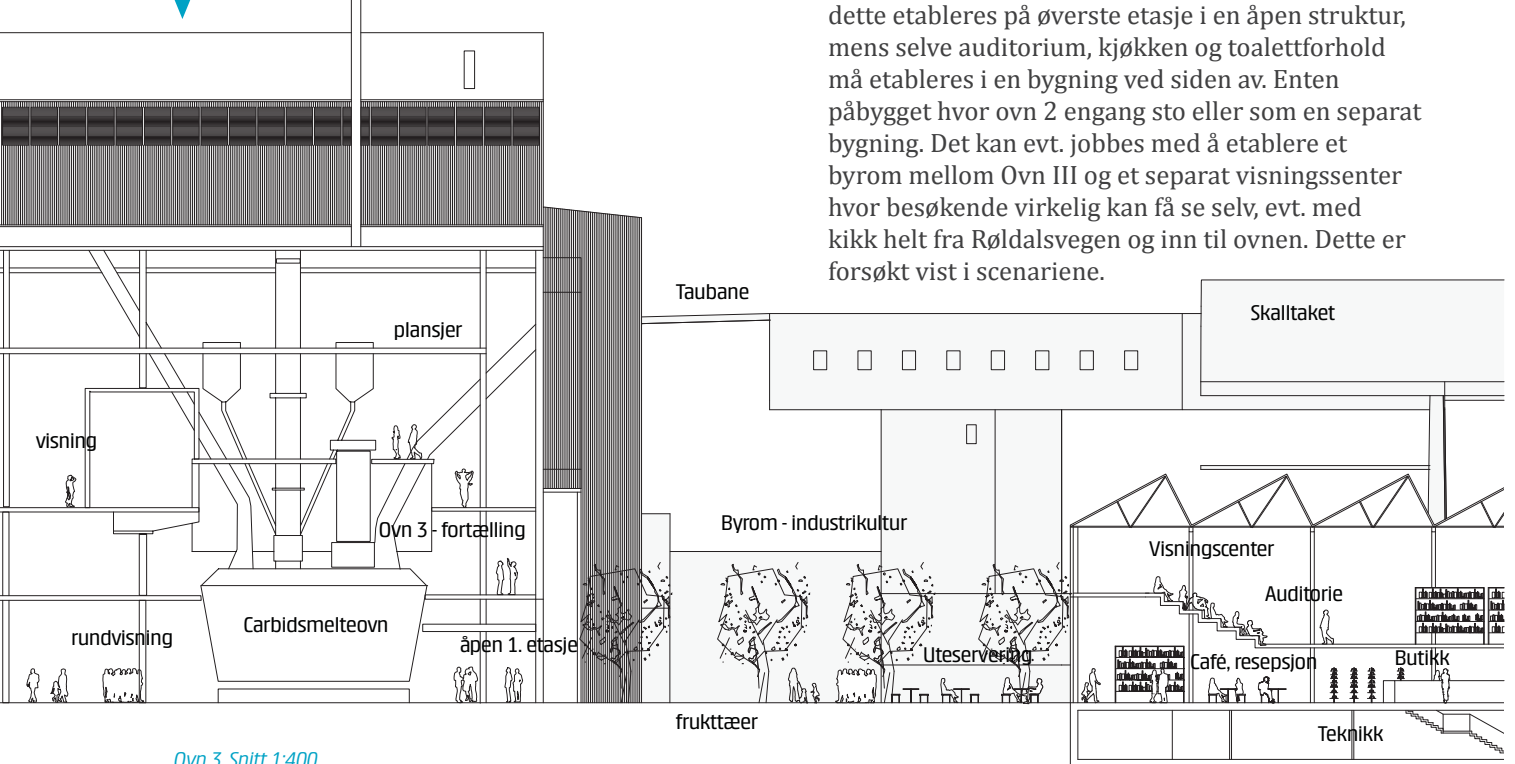 dette etableres på øverste etasje i en åpen struktur,
mens selve auditorium, kjøkken og toalettforhold
må etableres i en bygning ved siden av. Enten
påbygget hvor ovn 2 engang sto eller som en separat
bygning. Det kan evt. jobbes med å etablere et
byrom mellom Ovn III og et separat visningssenter
hvor besøkende virkelig kan få se selv, evt. med
kikk helt fra Røldalsvegen og inn til ovnen. Dette er
forsøkt vist i scenariene.
Taubane
Skalltaket
plansjer
visning
Ovn 3 - fortælling
Byrom - industrikultur
Visningscenter
Auditorie
Carbidsmelteovn
rundvisning
åpen 1. etasje
Uteservering
Café, resepsjon
Butikk
frukttæer
Teknikk
Ovn 3, Snitt 1:400